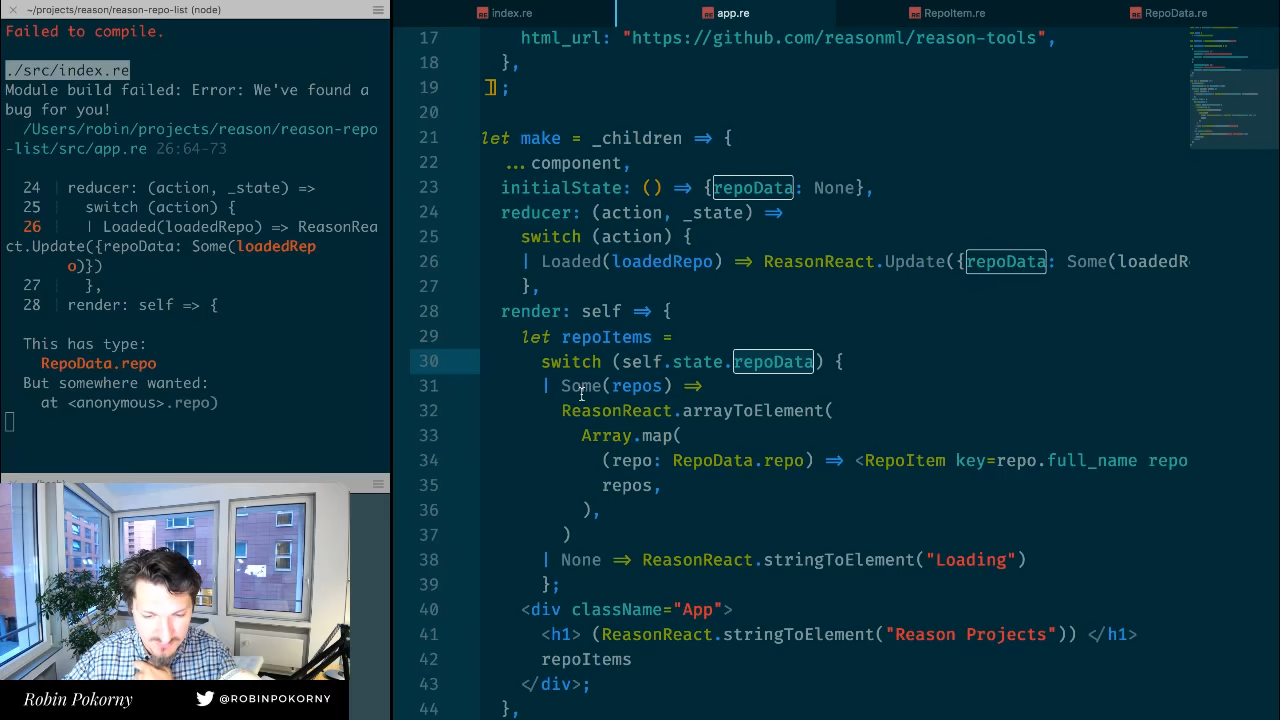 ~/projects/reason/reason-repo-list (node)
Failed to compile.
./src/index.re
Module build failed: Error: We've found a
bug for you!
/Users/robin/projects/reason/reason-repo
-list/src/app.re 26:64-73
24 | reducer: (action, _state) =>
25 | switch (action) {
26 | | Loaded(loadedRepo) => ReasonRea
ct.Update({repoData: Some(loadedRep
o)})
27 | },
28 | render: self => {
This has type:
RepoData.repo
But somewhere wanted:
at <anonymous>.repo)
Robin Pokorny
@ROBINPOKORNY
index.re
app.re
RepoItem.re
RepoData.re
17 html_url: "https://github.com/reasonml/reason-tools",
18 },
19 |];
20
21 let make = _children => {
22 ...component,
23 initialState: () => {repoData: None},
24 reducer: (action, _state) =>
25 switch (action) {
26 | Loaded(loadedRepo) => ReasonReact.Update({repoData: Some(loadedR
27 },
28 render: self => {
29 let repoItems =
30 switch (self.state.repoData) {
31 | Some(repos) =>
32 ReasonReact.arrayToElement(
33 Array.map(
34 (repo: RepoData.repo) => <RepoItem key=repo.full_name repo
35 repos,
36 ),
37 )
38 | None => ReasonReact.stringToElement("Loading")
39 };
40 <div className="App">
41 <h1> (ReasonReact.stringToElement("Reason Projects")) </h1>
42 repoItems
43 </div>;
44 },